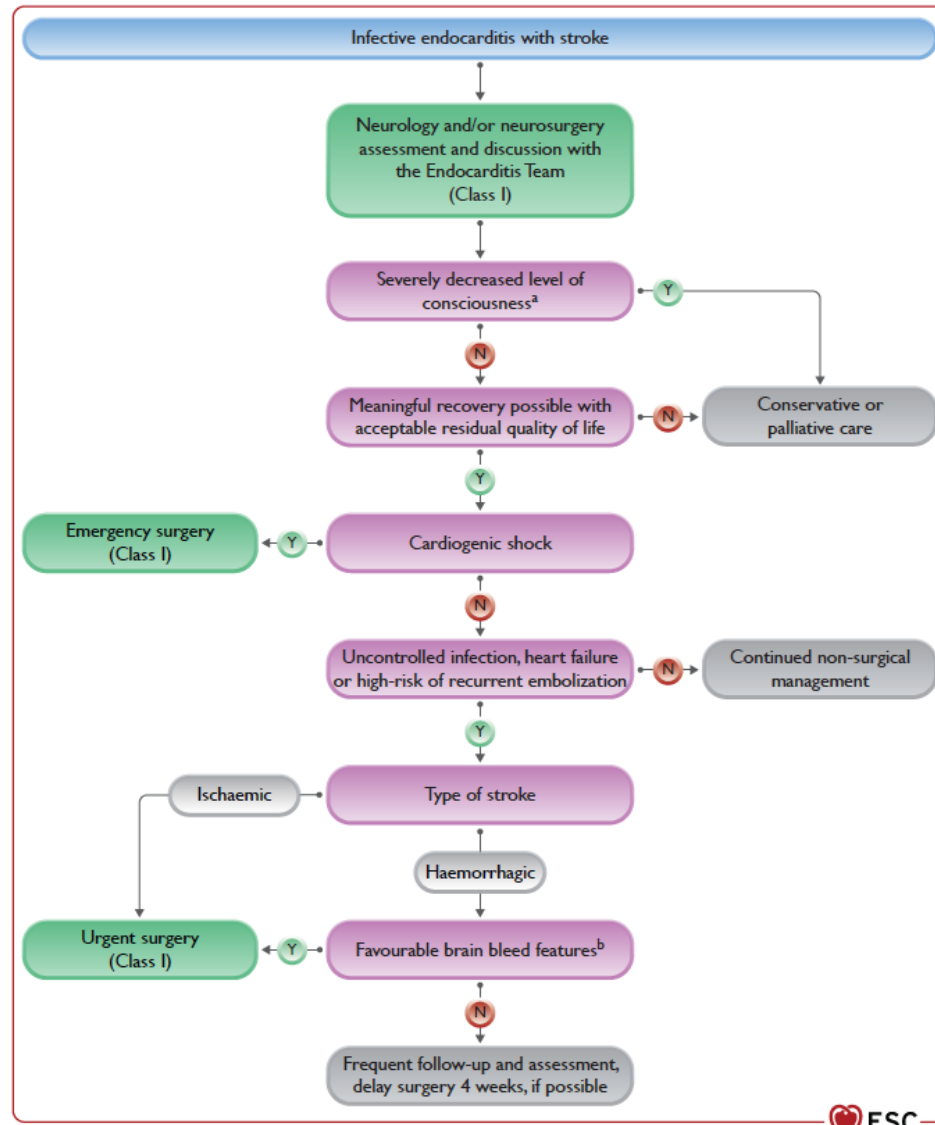 Infective endocarditis with stroke
Neurology and/or neurosurgery
assessment and discussion with
the Endocarditis Team
(Class I)
Severely decreased level of
consciousnessᵃ
Y
N
Meaningful recovery possible with
acceptable residual quality of life
N
Conservative or
palliative care
Y
Emergency surgery
(Class I)
Y
Cardiogenic shock
N
Uncontrolled infection, heart failure
or high-risk of recurrent embolization
N
Continued non-surgical
management
Y
Ischaemic
Type of stroke
Haemorrhagic
Urgent surgery
(Class I)
Y
Favourable brain bleed featuresᵇ
N
Frequent follow-up and assessment,
delay surgery 4 weeks, if possible
ESC